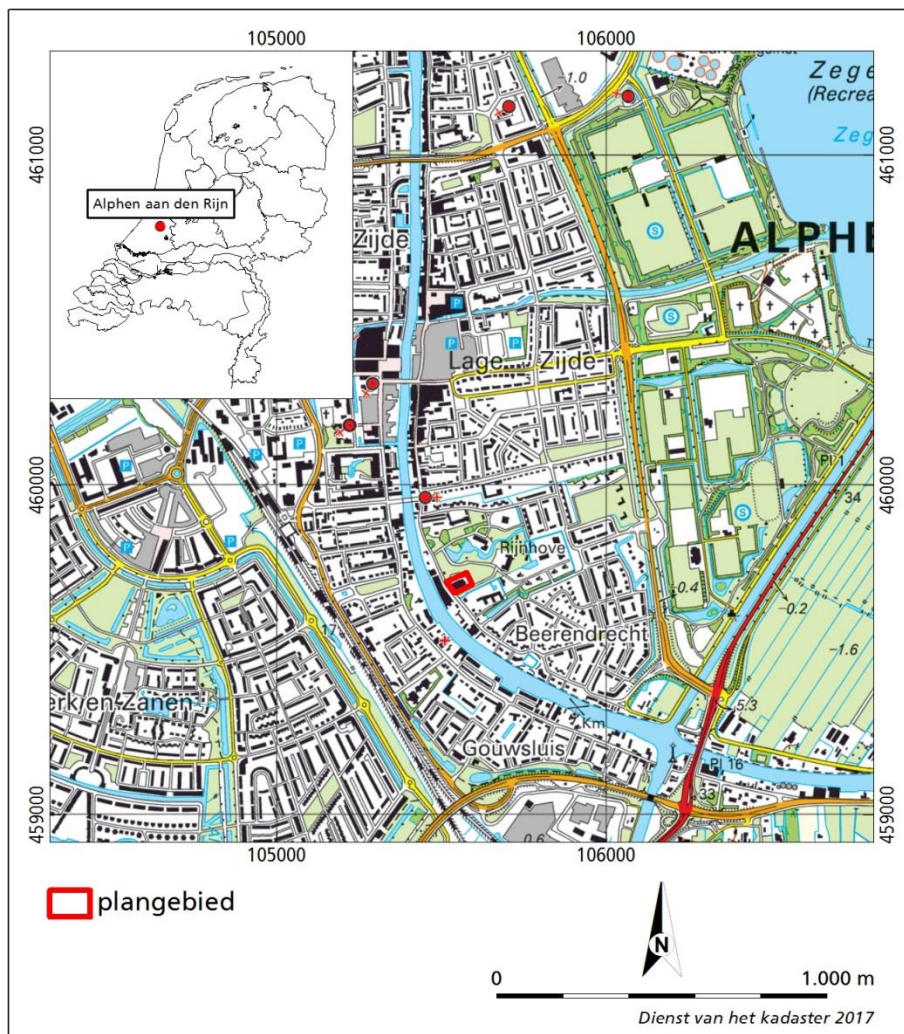 105000
106000
461000
461000
460000
460000
459000
459000
105000
106000
Alphen aan den Rijn
-1.0
Zege
(Recrea
Zeg
ALPHE
Zijde
P
S
P
P
Lage Zijde
S
P
P
P
P
P
S
Pl 1
34
Rijnhove
-0.4
-0.2
17
Beerendrecht
-1.6
erk en Zanen
5.3
Km
Gouwsluis
Pl 16
33
0.6
plangebied
N
0
1.000 m
Dienst van het kadaster 2017